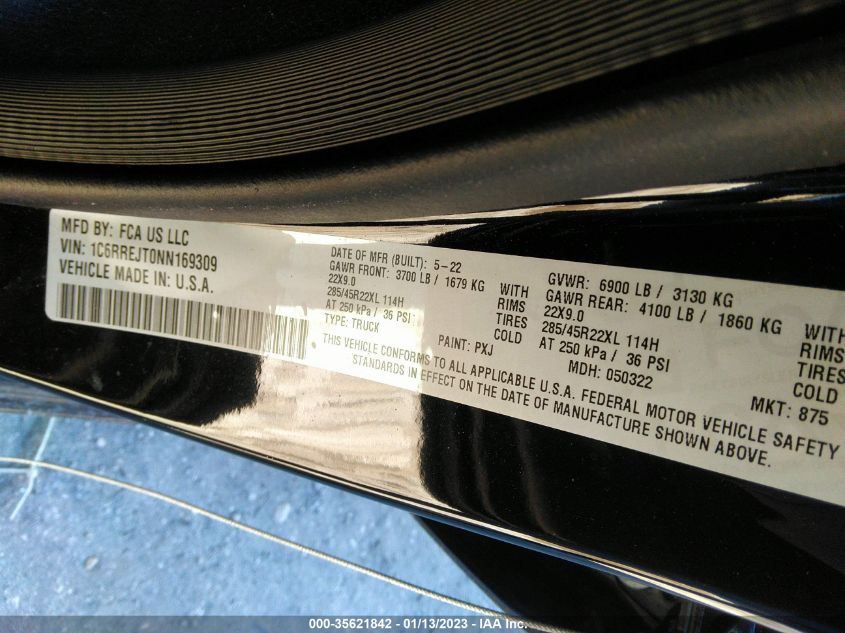 MFD BY: FCA US LLC
VIN: 1C6RREJT0NN169309
VEHICLE MADE IN U.S.A.
DATE OF MFR (BUILT): 5-22
GAWR FRONT: 3700 LB / 1679 KG WITH
22X9.0 RIMS
285/45R22XL 114H TIRES
AT 250 kPa / 36 PSI COLD
TYPE: TRUCK
PAINT: PXJ
GVWR: 6900 LB / 3130 KG
GAWR REAR: 4100 LB / 1860 KG WITH
22X9.0 RIMS
285/45R22XL 114H TIRES
AT 250 kPa / 36 PSI COLD
MDH: 050322
MKT: 875
THIS VEHICLE CONFORMS TO ALL APPLICABLE U.S.A. FEDERAL MOTOR VEHICLE SAFETY
STANDARDS IN EFFECT ON THE DATE OF MANUFACTURE SHOWN ABOVE.
000-35621842 - 01/13/2023 - IAA Inc.